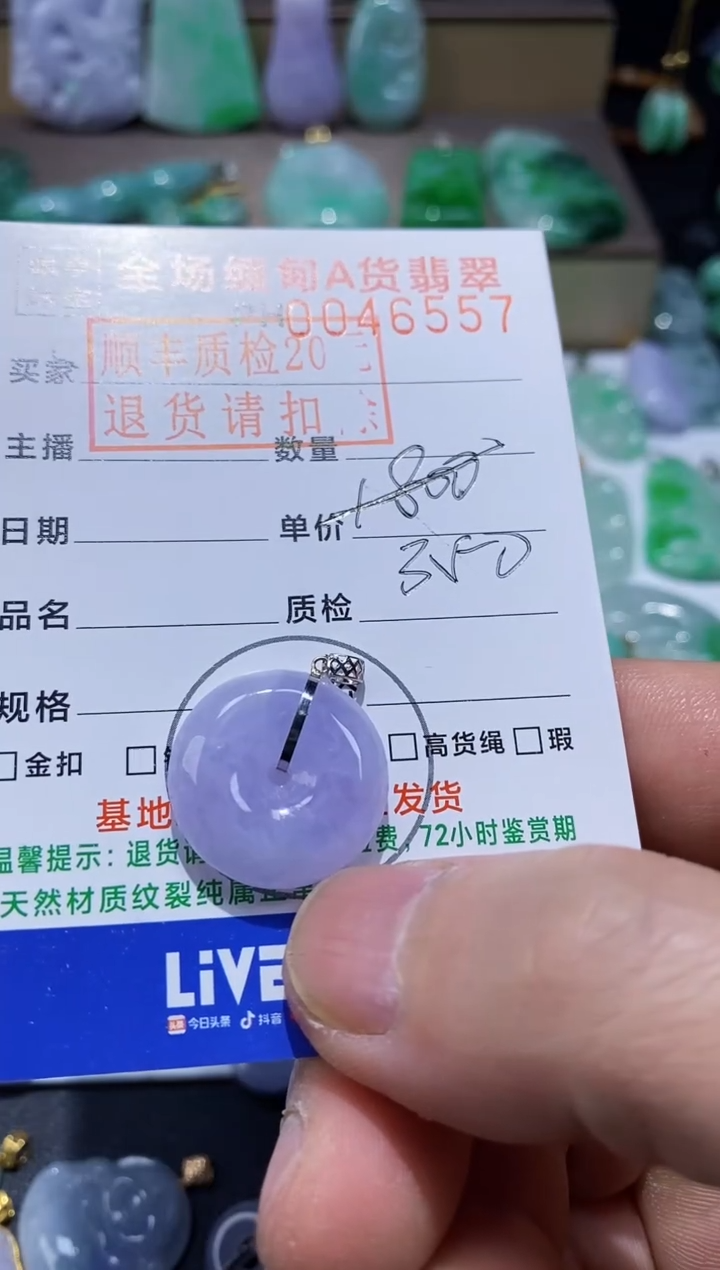 全场缅甸A货翡翠
0046557
顺丰质检20
退货请扣
买家
主播 数量
1800
日期 单价
350
品名 质检
规格
金扣 高货绳 瑕
基地 发货
温馨提示：退货请 费，72小时鉴赏期
天然材质纹裂纯属正常
LiVE
今日头条 抖音